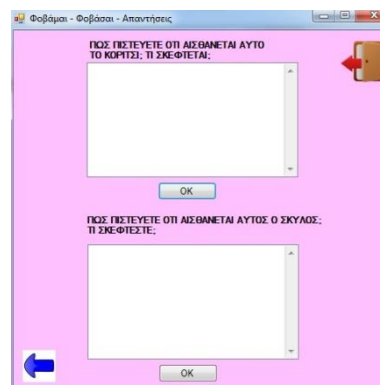 Φοβάμαι - Φοβάσαι - Απαντήσεις
ΠΩΣ ΠΙΣΤΕΥΕΤΕ ΟΤΙ ΑΙΣΘΑΝΕΤΑΙ ΑΥΤΟ
ΤΟ ΚΟΡΙΤΣΙ; ΤΙ ΣΚΕΦΤΕΤΑΙ;
OK
ΠΩΣ ΠΙΣΤΕΥΕΤΕ ΟΤΙ ΑΙΣΘΑΝΕΤΑΙ ΑΥΤΟΣ Ο ΣΚΥΛΟΣ;
ΤΙ ΣΚΕΦΤΕΣΤΕ;
OK